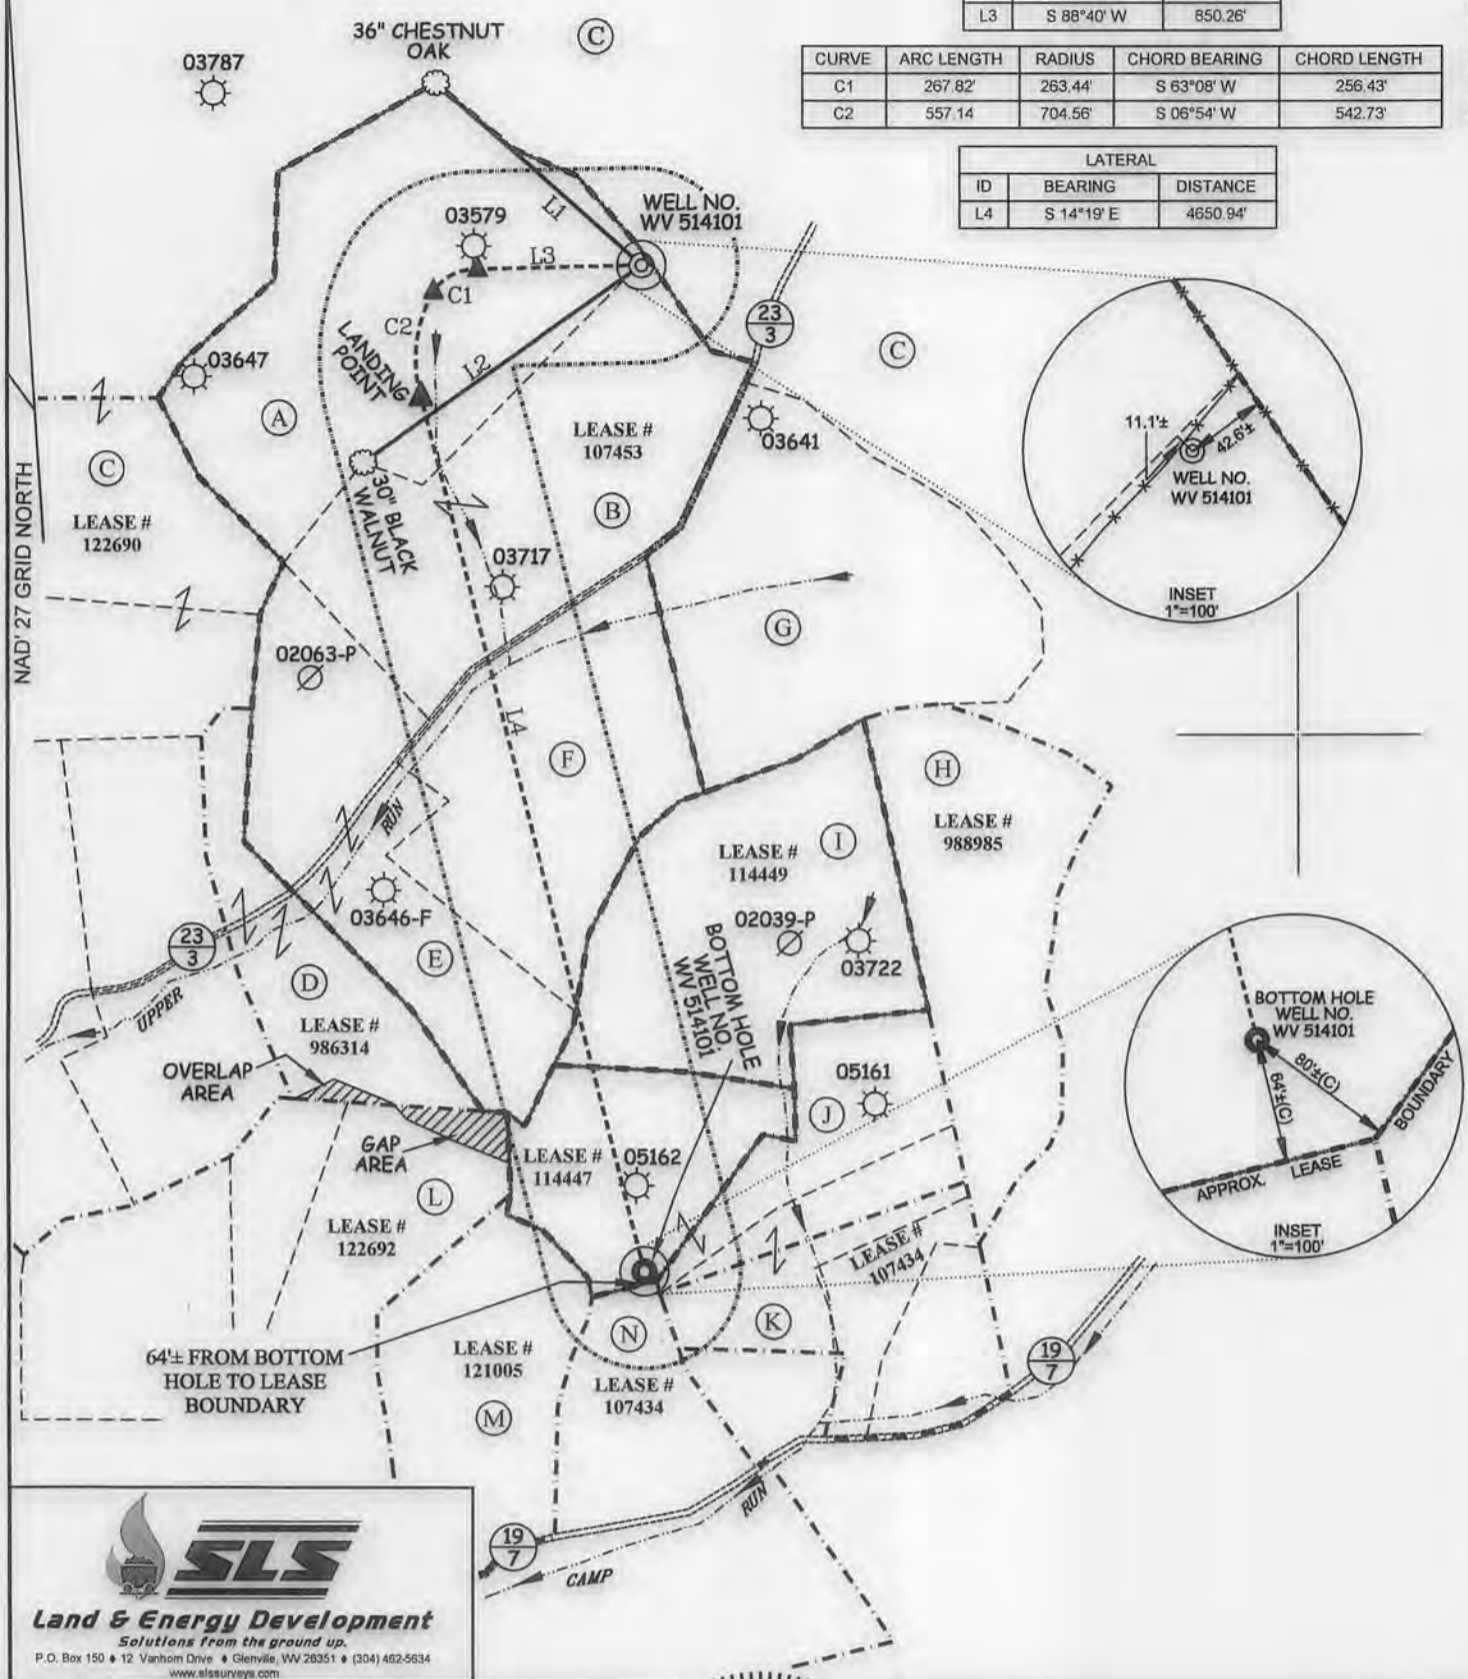 L3 S 88°40' W 850.26'
CURVE ARC LENGTH RADIUS CHORD BEARING CHORD LENGTH
C1 267.82' 263.44' S 63°08' W 256.43'
C2 557.14 704.56' S 06°54' W 542.73'
LATERAL
ID BEARING DISTANCE
L4 S 14°19' E 4650.94'
36" CHESTNUT
OAK
C
03787
L1
WELL NO.
WV 514101
03579
L3
C1
C2
LANDING
POINT
L2
23
3
C
03647
A
03641
LEASE #
107453
B
C
LEASE #
122690
NAD' 27 GRID NORTH
30" BLACK
WALNUT
03717
11.1'±
42.6'±
WELL NO.
WV 514101
INSET
1"=100'
G
02063-P
L4
F
H
LEASE #
988985
RUN
LEASE #
114449
I
03646-F
02039-P
03722
23
3
E
BOTTOM HOLE
WELL NO.
WV 514101
D
UPPER
LEASE #
986314
OVERLAP
AREA
BOTTOM HOLE
WELL NO.
WV 514101
80'±(C)
64'±(C)
BOUNDARY
APPROX. LEASE
INSET
1"=100'
05161
J
GAP
AREA
LEASE #
114447
05162
L
LEASE #
122692
LEASE #
107434
N
K
64'± FROM BOTTOM
HOLE TO LEASE
BOUNDARY
LEASE #
121005
LEASE #
107434
M
19
7
RUN
19
7
CAMP
SLS
Land & Energy Development
Solutions from the ground up.
P.O. Box 150 ♦ 12 Vanhorn Drive ♦ Glenville, WV 26351 ♦ (304) 462-5634
www.slssurveys.com